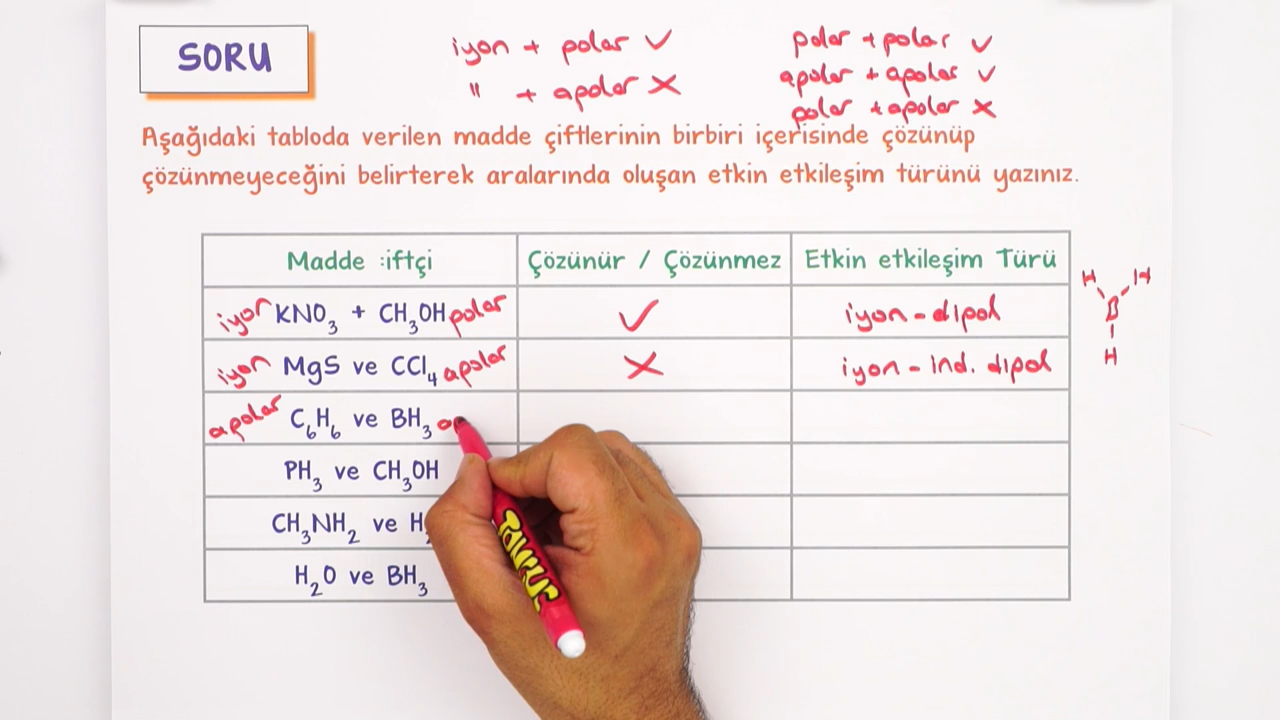 SORU
iyon + polar ✓
" + apolar ✗
polar + polar ✓
apolar + apolar ✓
polar + apolar ✗
Aşağıdaki tabloda verilen madde çiftlerinin birbiri içerisinde çözünüp
çözünmeyeceğini belirterek aralarında oluşan etkin etkileşim türünü yazınız.
Madde :iftçi Çözünür / Çözünmez Etkin etkileşim Türü
iyon KNO₃ + CH₃OH polar ✓ iyon - dipol
iyon MgS ve CCl₄ apolar ✗ iyon - ind. dipol
apolar C₆H₆ ve BH₃
PH₃ ve CH₃OH
CH₃NH₂ ve
H₂O ve BH₃
H H
B
H
Tamtur